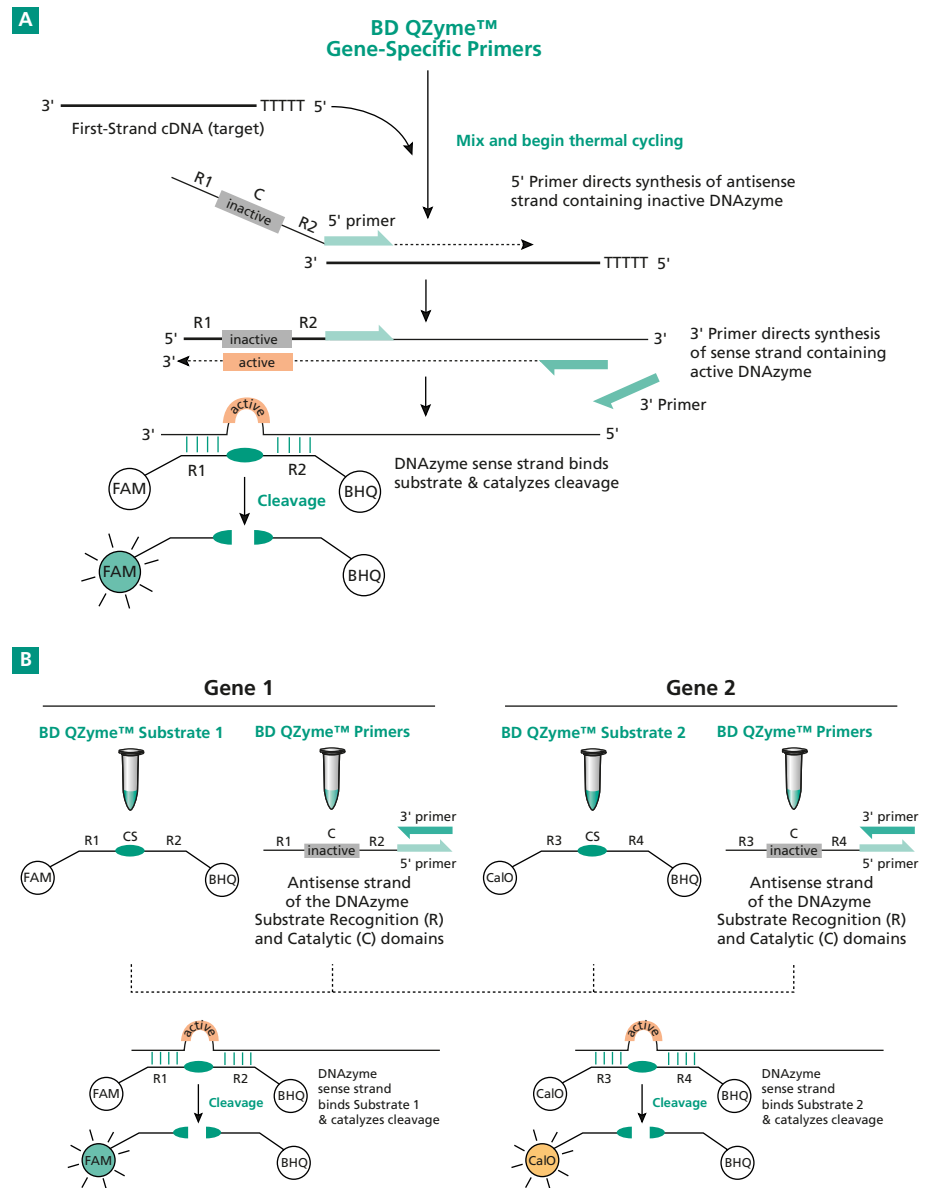 A
BD QZyme™
Gene-Specific Primers
3'
TTTTT 5'
First-Strand cDNA (target)
Mix and begin thermal cycling
R1
C
inactive
R2
5' primer
5' Primer directs synthesis of antisense
strand containing inactive DNAzyme
3'
TTTTT 5'
R1
R2
5'
inactive
3'
3'
active
3' Primer directs synthesis
of sense strand containing
active DNAzyme
3' Primer
active
3'
5'
R1
R2
FAM
BHQ
DNAzyme sense strand binds
substrate & catalyzes cleavage
Cleavage
FAM
BHQ
B
Gene 1
Gene 2
BD QZyme™ Substrate 1
BD QZyme™ Primers
BD QZyme™ Substrate 2
BD QZyme™ Primers
R1
CS
R2
FAM
BHQ
R1
C
inactive
R2
3' primer
5' primer
Antisense strand
of the DNAzyme
Substrate Recognition (R)
and Catalytic (C) domains
R3
CS
R4
CalO
BHQ
R3
C
inactive
R4
3' primer
5' primer
Antisense strand
of the DNAzyme
Substrate Recognition (R)
and Catalytic (C) domains
active
R1
R2
FAM
BHQ
DNAzyme
sense strand
binds Substrate 1
& catalyzes cleavage
Cleavage
FAM
BHQ
active
R3
R4
CalO
BHQ
DNAzyme
sense strand
binds Substrate 2
& catalyzes cleavage
Cleavage
CalO
BHQ